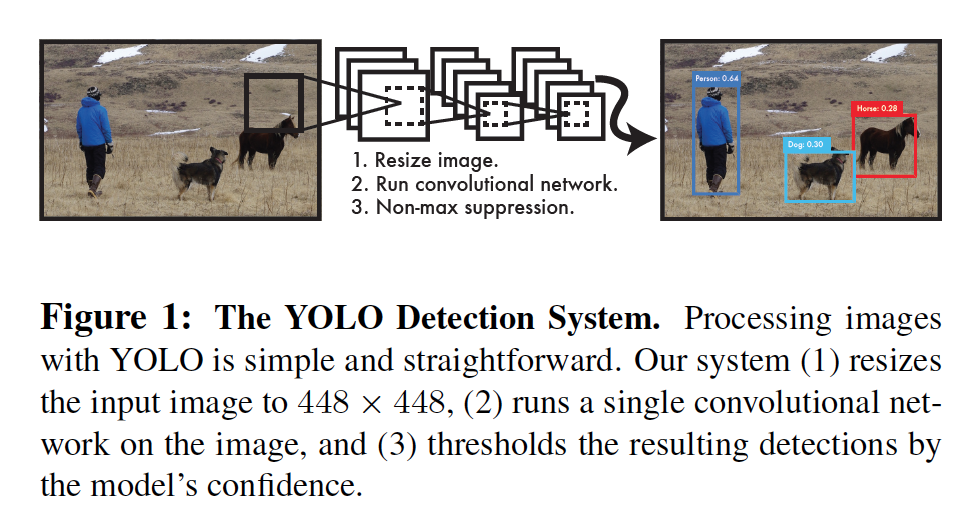 1. Resize image.
2. Run convolutional network.
3. Non-max suppression.
Person: 0.64
Horse: 0.28
Dog: 0.30
Figure 1: The YOLO Detection System. Processing images
with YOLO is simple and straightforward. Our system (1) resizes
the input image to 448 × 448, (2) runs a single convolutional net-
work on the image, and (3) thresholds the resulting detections by
the model's confidence.